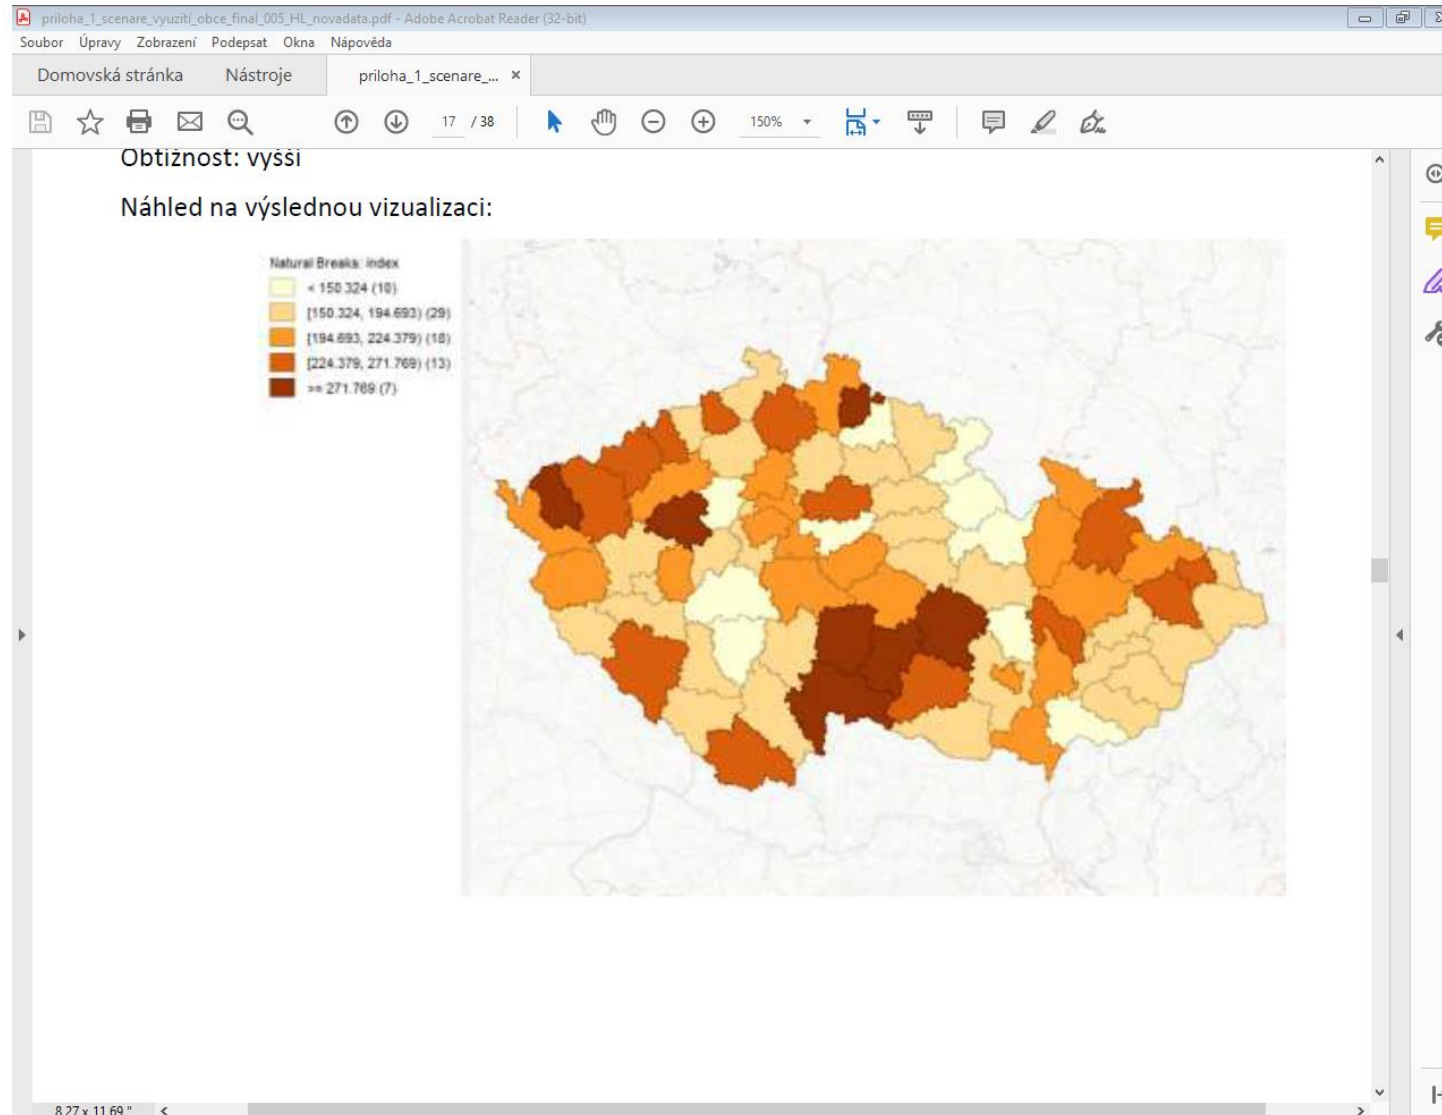 priloha_1_scenare_vyuzití_obce_final_005_HL_novadata.pdf - Adobe Acrobat Reader (32-bit)
Soubor Úpravy Zobrazení Podepsat Okna Nápověda
Domovská stránka Nástroje priloha_1_scenare_... ×
17 / 38 150%
Obtížnost: vyšší
Náhled na výslednou vizualizaci:
Natural Breaks: index
< 150.324 (10)
[150.324, 194.693) (29)
[194.693, 224.379) (18)
[224.379, 271.769) (13)
>= 271.769 (7)
8,27 x 11,69 "